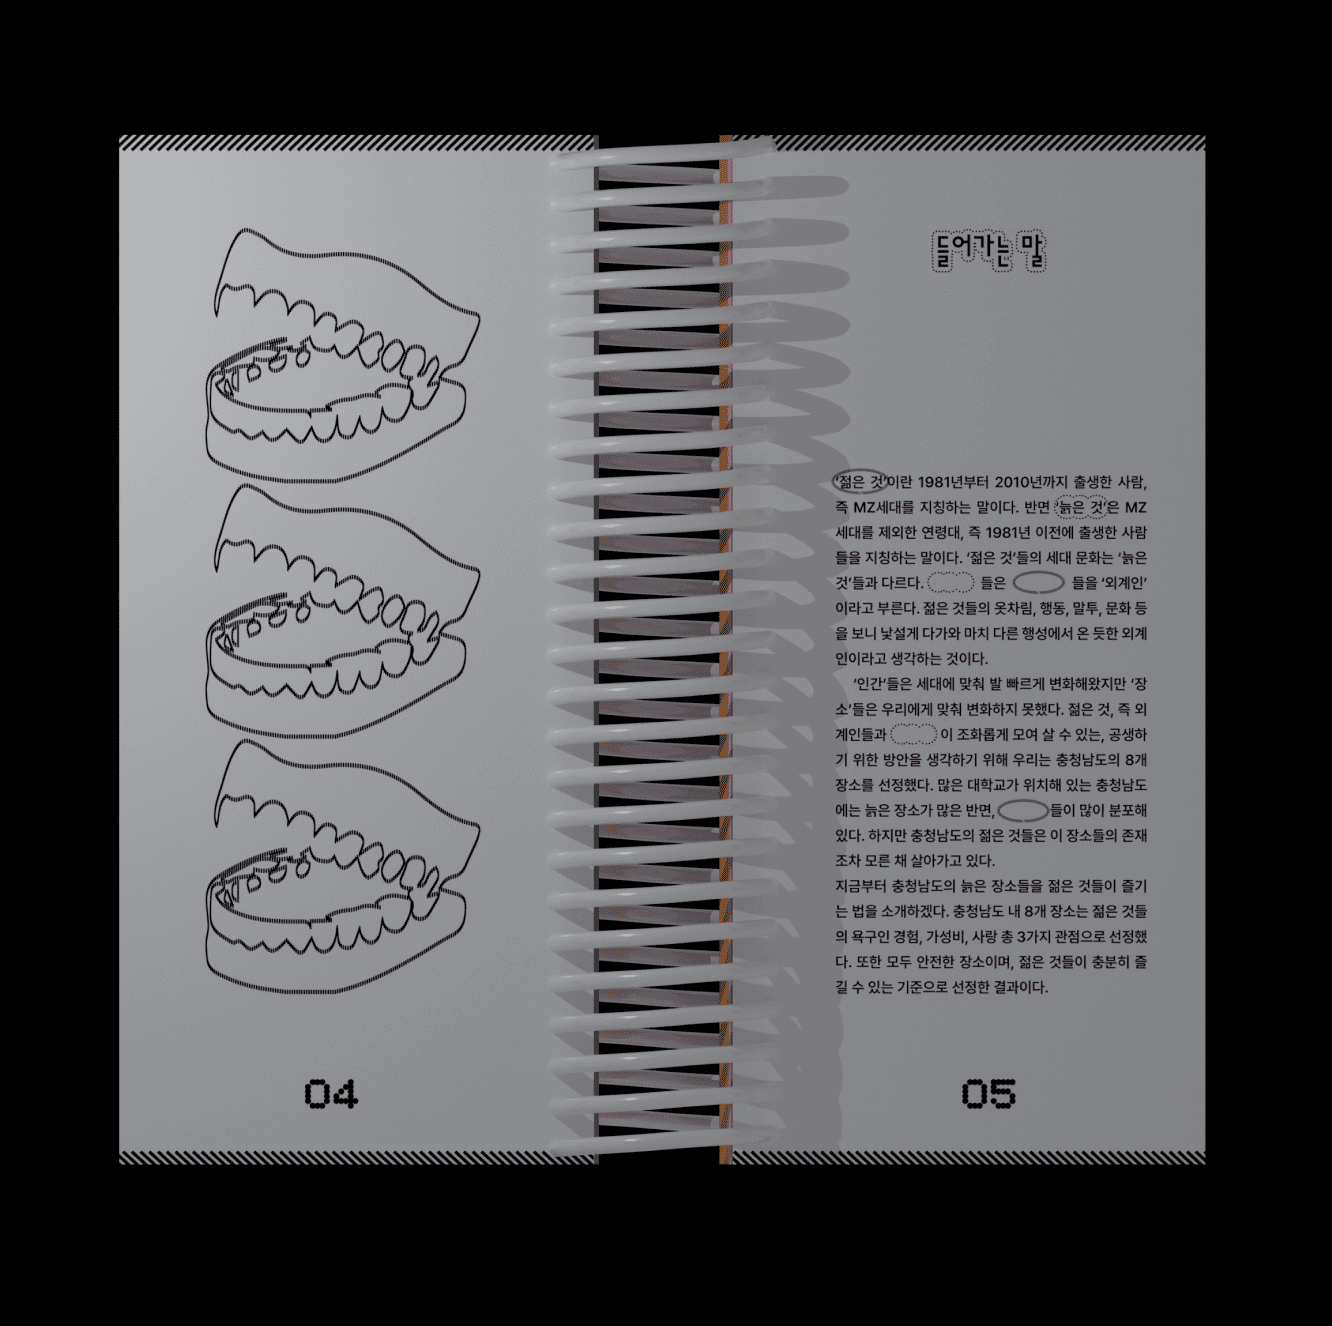 04
들어가는 말
‘젊은 것’이란 1981년부터 2010년까지 출생한 사람,
즉 MZ세대를 지칭하는 말이다. 반면 ‘늙은 것’은 MZ
세대를 제외한 연령대, 즉 1981년 이전에 출생한 사람
들을 지칭하는 말이다. ‘젊은 것’들의 세대 문화는 ‘늙은
것’들과 다르다. 들은 들을 ‘외계인’
이라고 부른다. 젊은 것들의 옷차림, 행동, 말투, 문화 등
을 보니 낯설게 다가와 마치 다른 행성에서 온 듯한 외계
인이라고 생각하는 것이다.
‘인간’들은 세대에 맞춰 발 빠르게 변화해왔지만 ‘장
소’들은 우리에게 맞춰 변화하지 못했다. 젊은 것, 즉 외
계인들과 이 조화롭게 모여 살 수 있는, 공생하
기 위한 방안을 생각하기 위해 우리는 충청남도의 8개
장소를 선정했다. 많은 대학교가 위치해 있는 충청남도
에는 늙은 장소가 많은 반면, 들이 많이 분포해
있다. 하지만 충청남도의 젊은 것들은 이 장소들의 존재
조차 모른 채 살아가고 있다.
지금부터 충청남도의 늙은 장소들을 젊은 것들이 즐기
는 법을 소개하겠다. 충청남도 내 8개 장소는 젊은 것들
의 욕구인 경험, 가성비, 사랑 총 3가지 관점으로 선정했
다. 또한 모두 안전한 장소이며, 젊은 것들이 충분히 즐
길 수 있는 기준으로 선정한 결과이다.
05